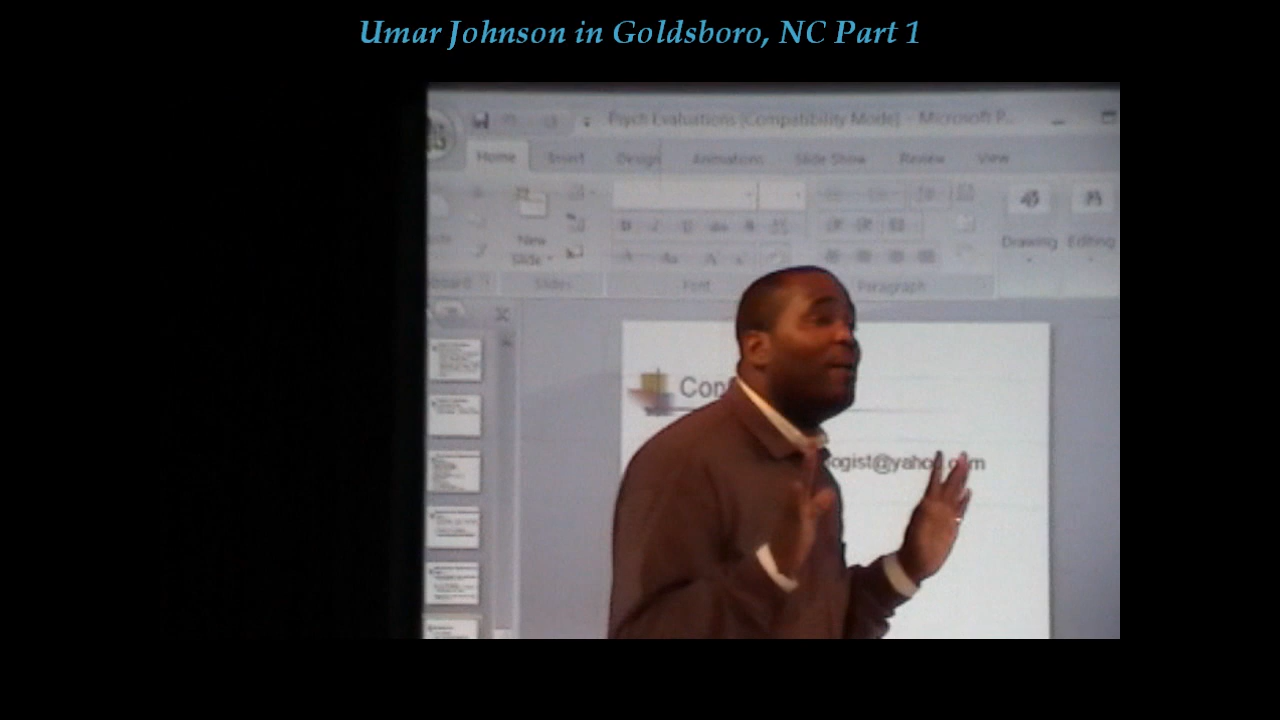 Umar Johnson in Goldsboro, NC Part 1
Psych Evaluations [Compatibility Mode] - Microsoft P...
Home Insert Design Animations Slide Show Review View
New
Slide
Drawing Editing
Slides Font Paragraph
Con
ogist@yahoo.com